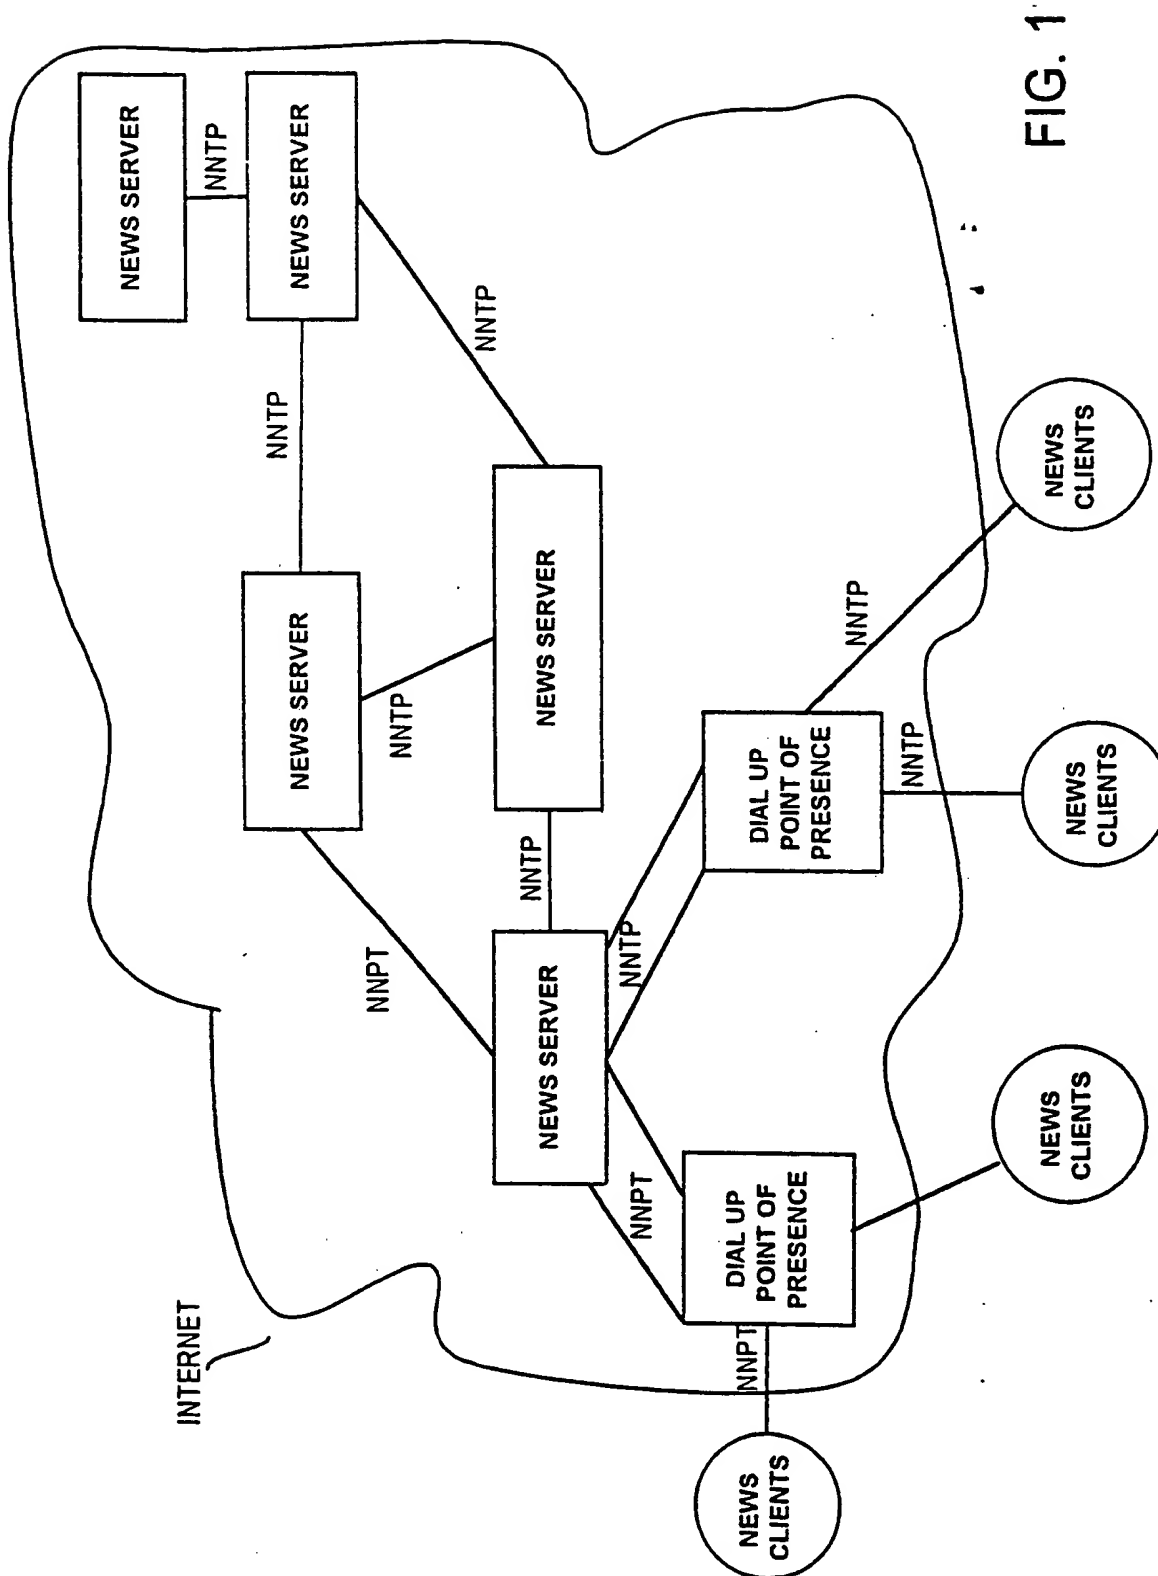 NEWS SERVER
INTERNET
NNTP
NNTP
NEWS SERVER
NEWS SERVER
NNPT
NNTP
NNTP
NNTP
NEWS SERVER
NEWS SERVER
NNPT
NNTP
NNPT
NEWS
CLIENTS
DIAL UP
POINT OF
PRESENCE
DIAL UP
POINT OF
PRESENCE
NNTP
NNTP
NEWS
CLIENTS
NEWS
CLIENTS
NEWS
CLIENTS
FIG. 1